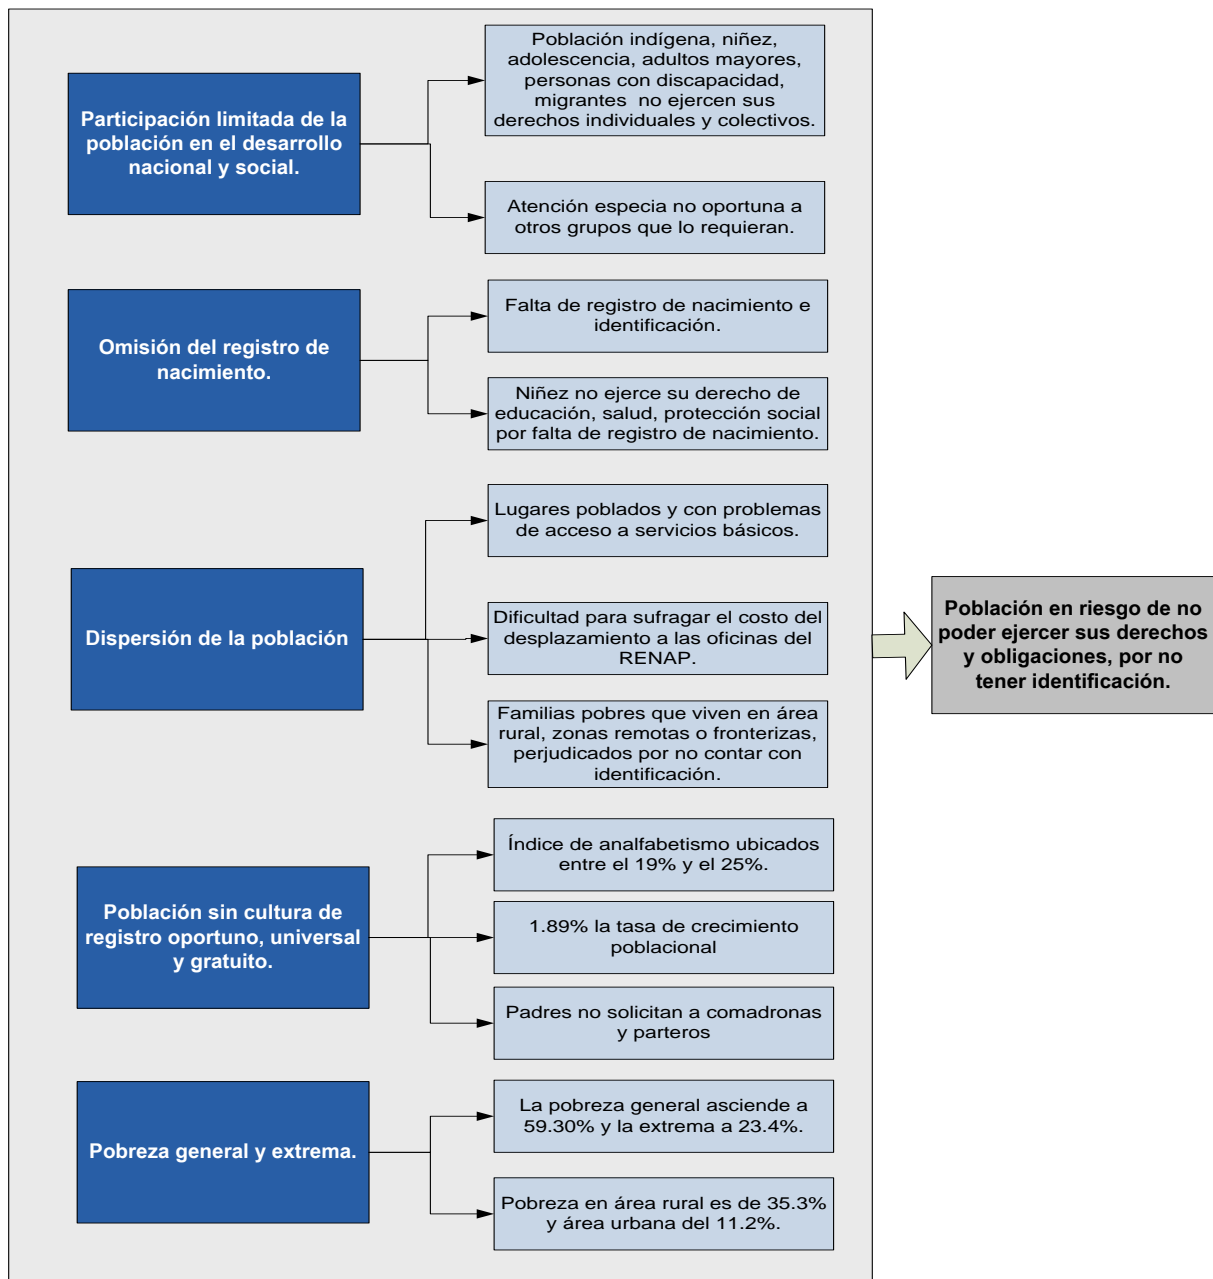 Población indígena, niñez,
adolescencia, adultos mayores,
personas con discapacidad,
migrantes  no ejercen sus
derechos individuales y colectivos.
Participación limitada de la
población en el desarrollo
nacional y social.
Atención especia no oportuna a
otros grupos que lo requieran.
Falta de registro de nacimiento e
identificación.
Omisión del registro de
nacimiento.
Niñez no ejerce su derecho de
educación, salud, protección social
por falta de registro de nacimiento.
Lugares poblados y con problemas
de acceso a servicios básicos.
Dispersión de la población
Dificultad para sufragar el costo del
desplazamiento a las oficinas del
RENAP.
Población en riesgo de no
poder ejercer sus derechos
y obligaciones, por no
tener identificación.
Familias pobres que viven en área
rural, zonas remotas o fronterizas,
perjudicados por no contar con
identificación.
Índice de analfabetismo ubicados
entre el 19% y el 25%.
Población sin cultura de
registro oportuno, universal
y gratuito.
1.89% la tasa de crecimiento
poblacional
Padres no solicitan a comadronas
y parteros
La pobreza general asciende a
59.30% y la extrema a 23.4%.
Pobreza general y extrema.
Pobreza en área rural es de 35.3%
y área urbana del 11.2%.